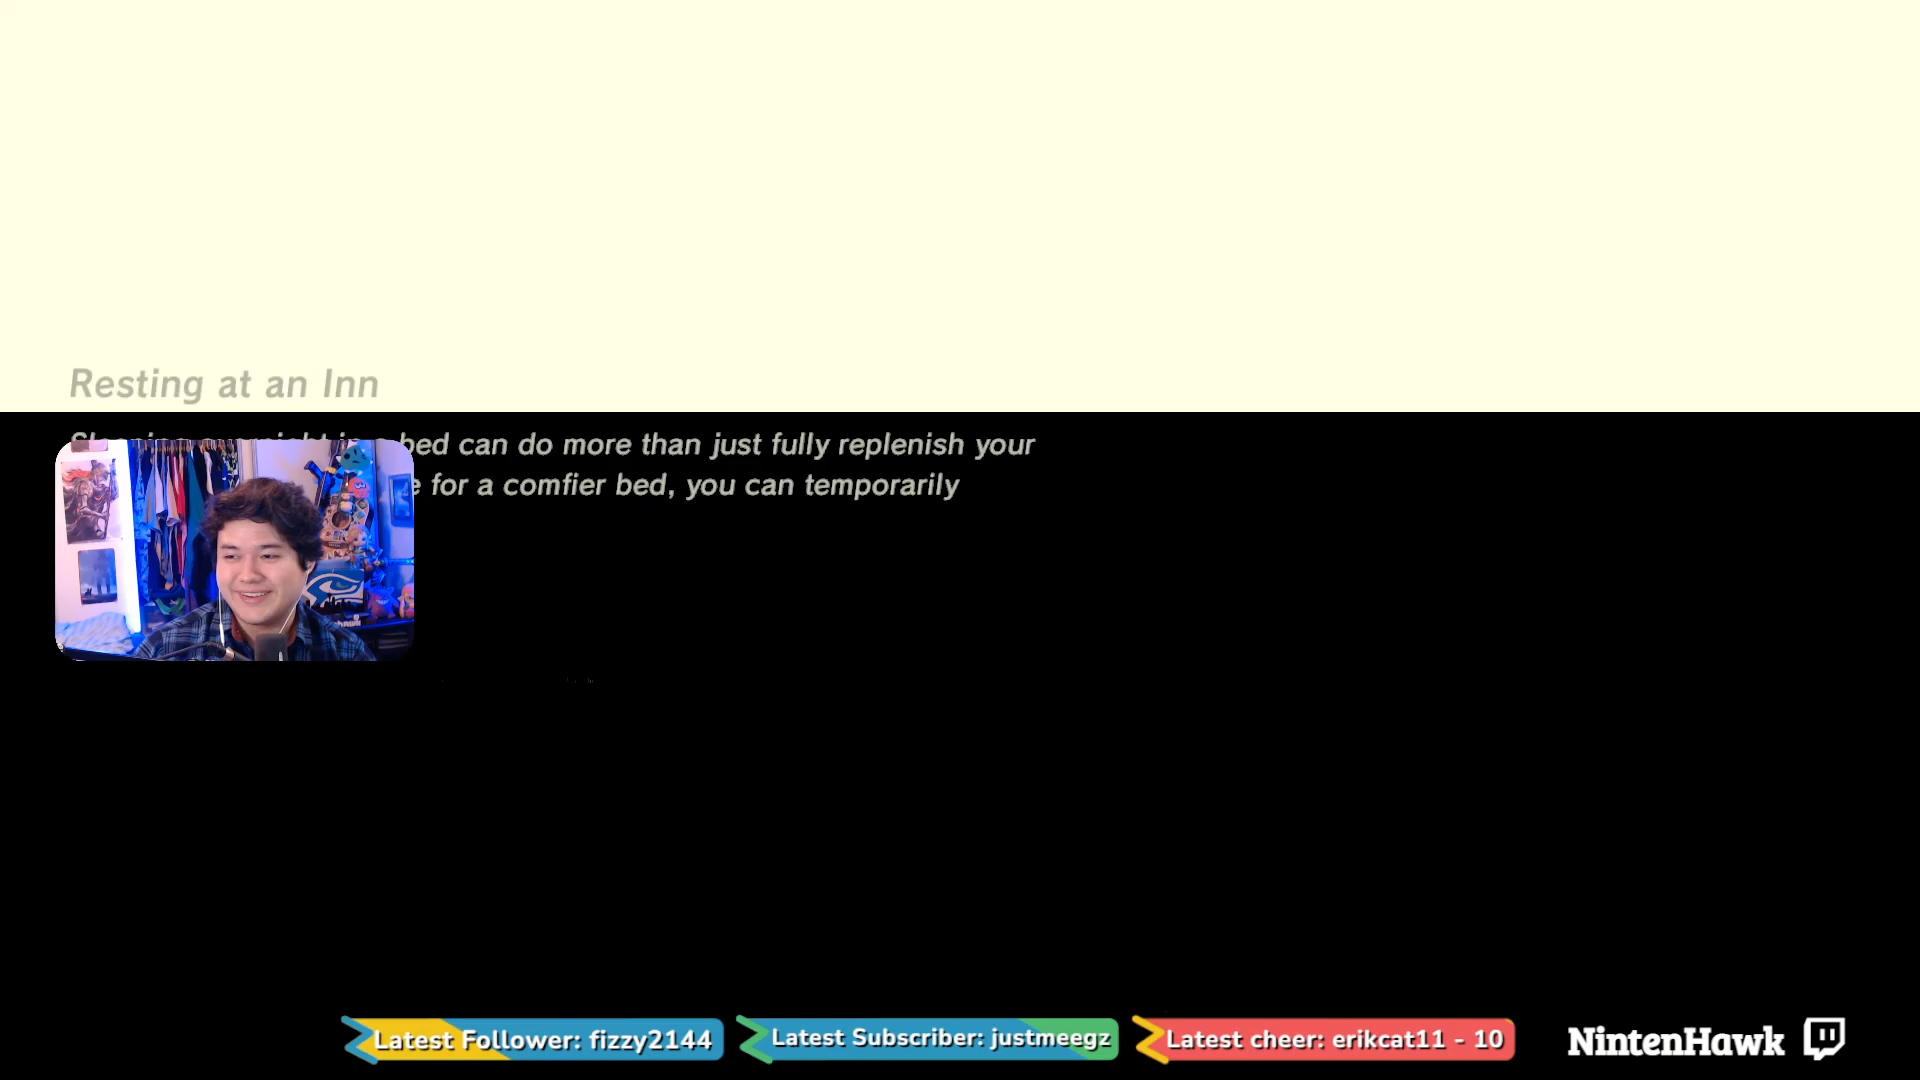 Resting at an Inn
bed can do more than just fully replenish your
for a comfier bed, you can temporarily
Latest Follower: fizzy2144
Latest Subscriber: justmeegz
Latest cheer: erikcat11 - 10
NintenHawk